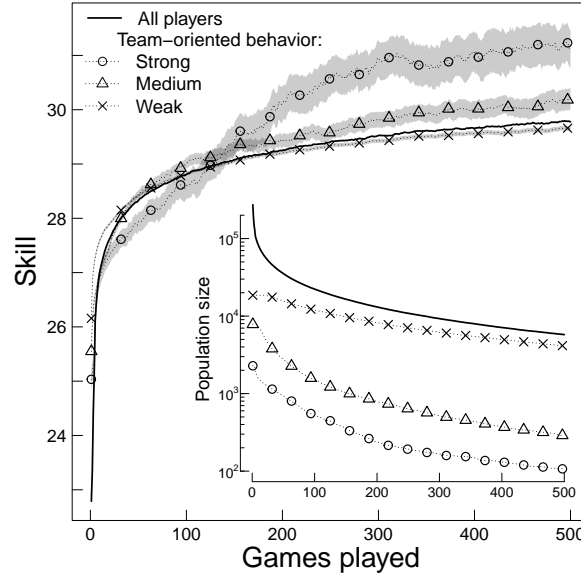 All players
Team-oriented behavior:
Strong
Medium
Weak
Skill
30
28
26
24
Population size
10^5
10^4
10^3
10^2
0 100 200 300 400 500
0 100 200 300 400 500
Games played